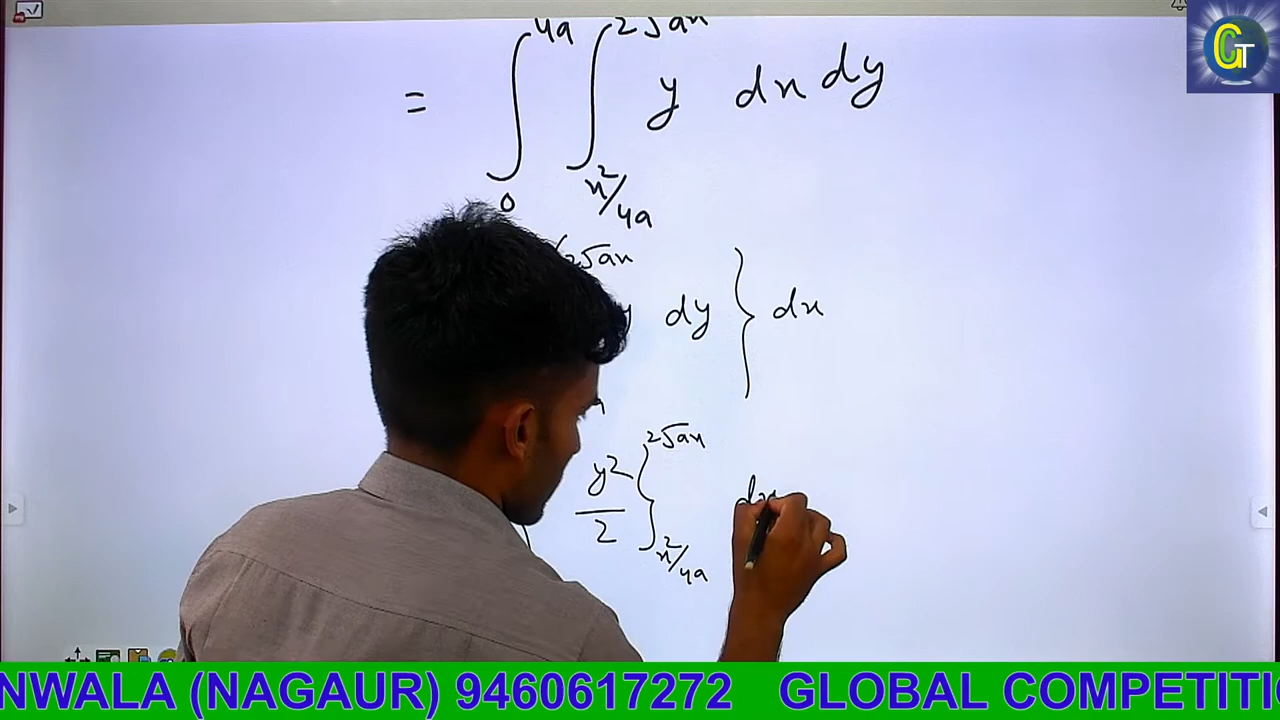 GT
4a 2√ax
= ∫ ∫ y dx dy
0 x²/4a
2√ax
y dy } dx
2√ax
y²/2 } dx
x²/4a
NWALA (NAGAUR) 9460617272 GLOBAL COMPETITI